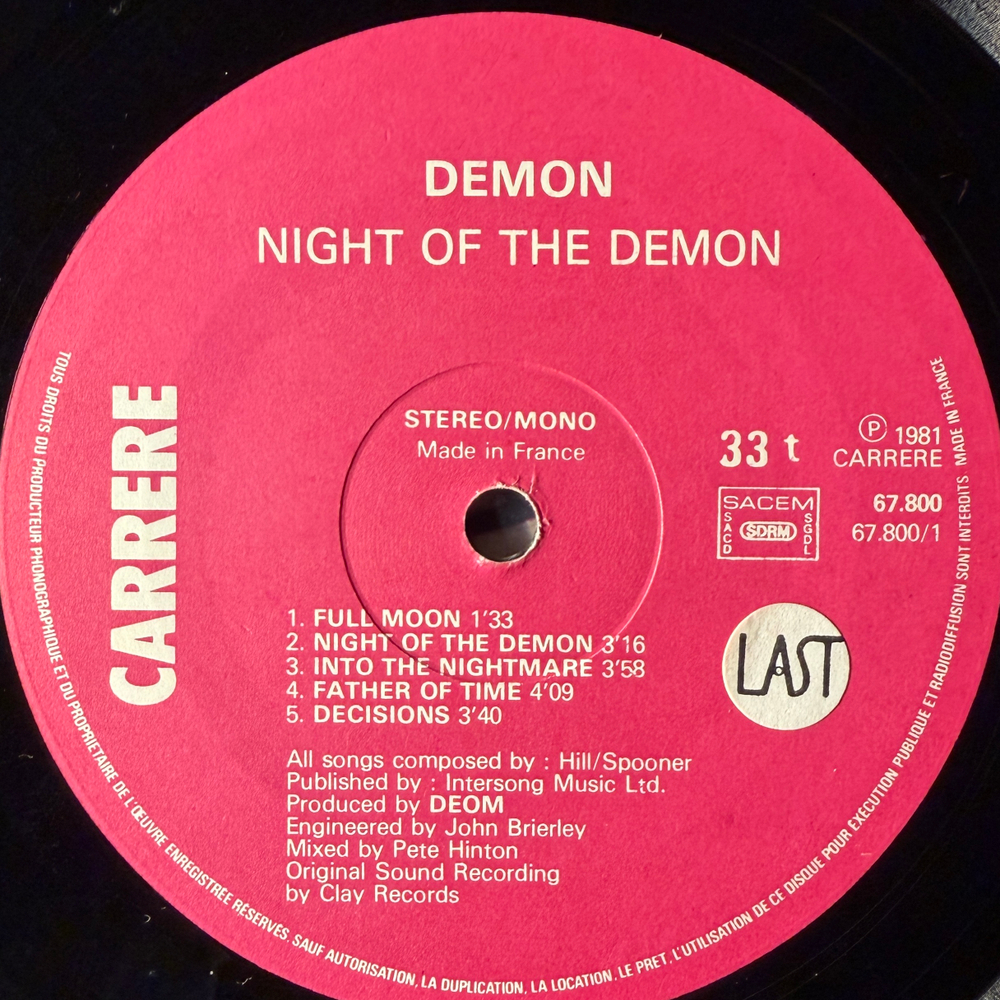 DEMON
NIGHT OF THE DEMON
CARRERE
STEREO/MONO
Made in France
33 t
Ⓟ 1981
CARRERE
SACEM
SACD
SDRM
SGDL
67.800
67.800/1
1. FULL MOON 1'33
2. NIGHT OF THE DEMON 3'16
3. INTO THE NIGHTMARE 3'58
4. FATHER OF TIME 4'09
5. DECISIONS 3'40
LAST
All songs composed by : Hill/Spooner
Published by : Intersong Music Ltd.
Produced by DEOM
Engineered by John Brierley
Mixed by Pete Hinton
Original Sound Recording
by Clay Records
TOUS DROITS DU PRODUCTEUR PHONOGRAPHIQUE ET DU PROPRIETAIRE DE L'ŒUVRE ENREGISTREE RESERVES. SAUF AUTORISATION, LA DUPLICATION, LA LOCATION, LE PRET, L'UTILISATION DE CE DISQUE POUR EXECUTION PUBLIQUE ET RADIODIFFUSION SONT INTERDITS MADE IN FRANCE